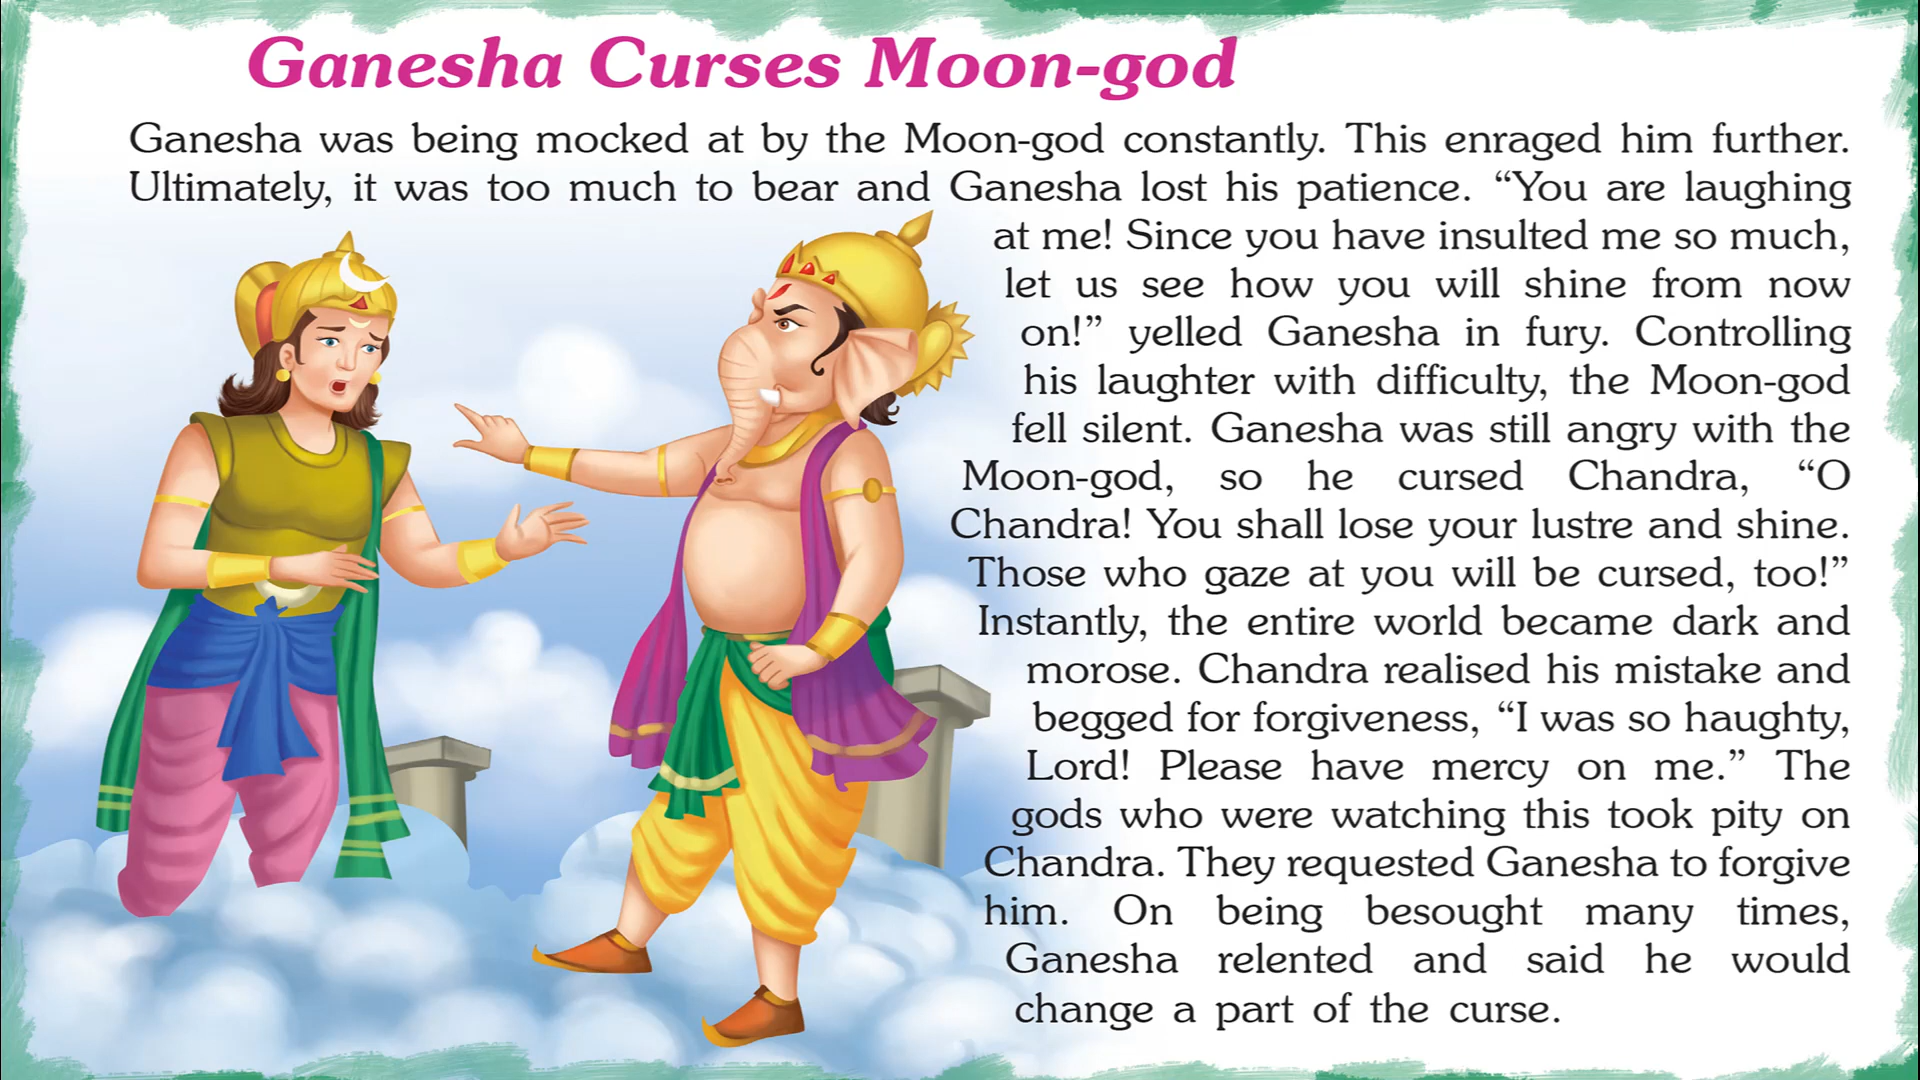 Ganesha Curses Moon-god
Ganesha was being mocked at by the Moon-god constantly. This enraged him further.
Ultimately, it was too much to bear and Ganesha lost his patience. “You are laughing
at me! Since you have insulted me so much,
let us see how you will shine from now
on!” yelled Ganesha in fury. Controlling
his laughter with difficulty, the Moon-god
fell silent. Ganesha was still angry with the
Moon-god, so he cursed Chandra, “O
Chandra! You shall lose your lustre and shine.
Those who gaze at you will be cursed, too!”
Instantly, the entire world became dark and
morose. Chandra realised his mistake and
begged for forgiveness, “I was so haughty,
Lord! Please have mercy on me.” The
gods who were watching this took pity on
Chandra. They requested Ganesha to forgive
him. On being besought many times,
Ganesha relented and said he would
change a part of the curse.